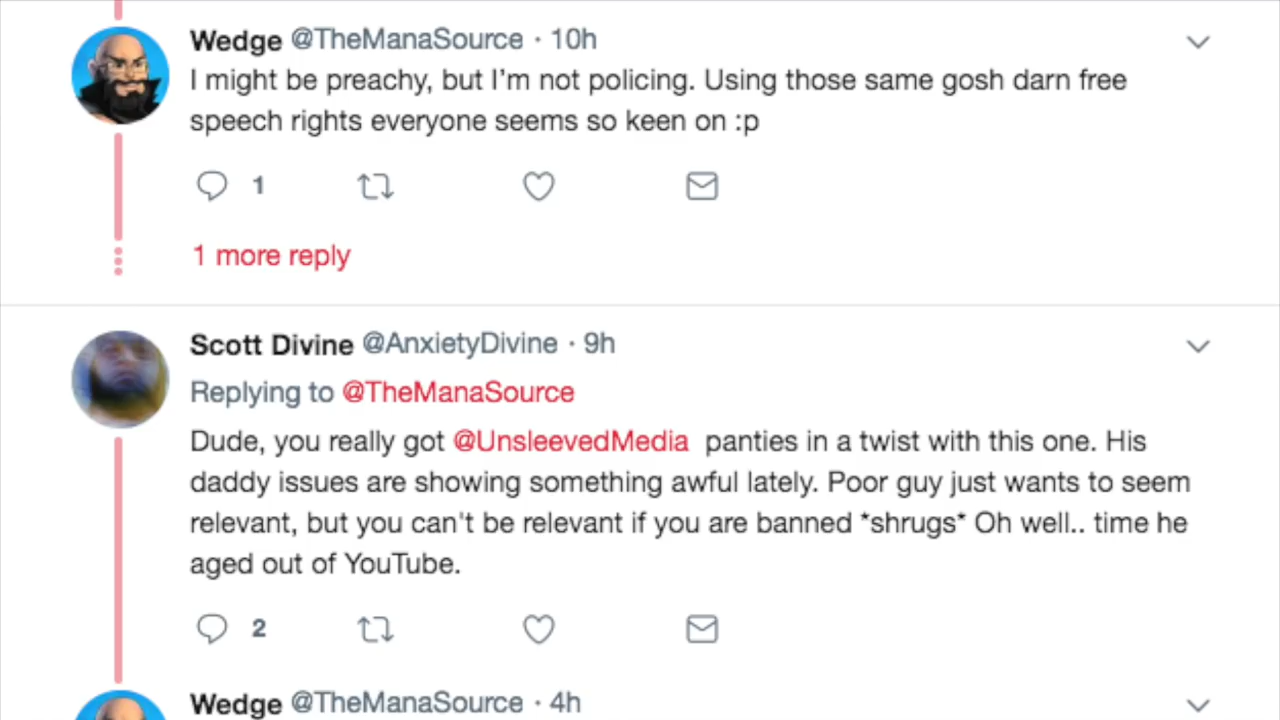 Wedge @TheManaSource · 10h
I might be preachy, but I'm not policing. Using those same gosh darn free
speech rights everyone seems so keen on :p
1
1 more reply
Scott Divine @AnxietyDivine · 9h
Replying to @TheManaSource
Dude, you really got @UnsleevedMedia panties in a twist with this one. His
daddy issues are showing something awful lately. Poor guy just wants to seem
relevant, but you can't be relevant if you are banned *shrugs* Oh well.. time he
aged out of YouTube.
2
Wedge @TheManaSource · 4h